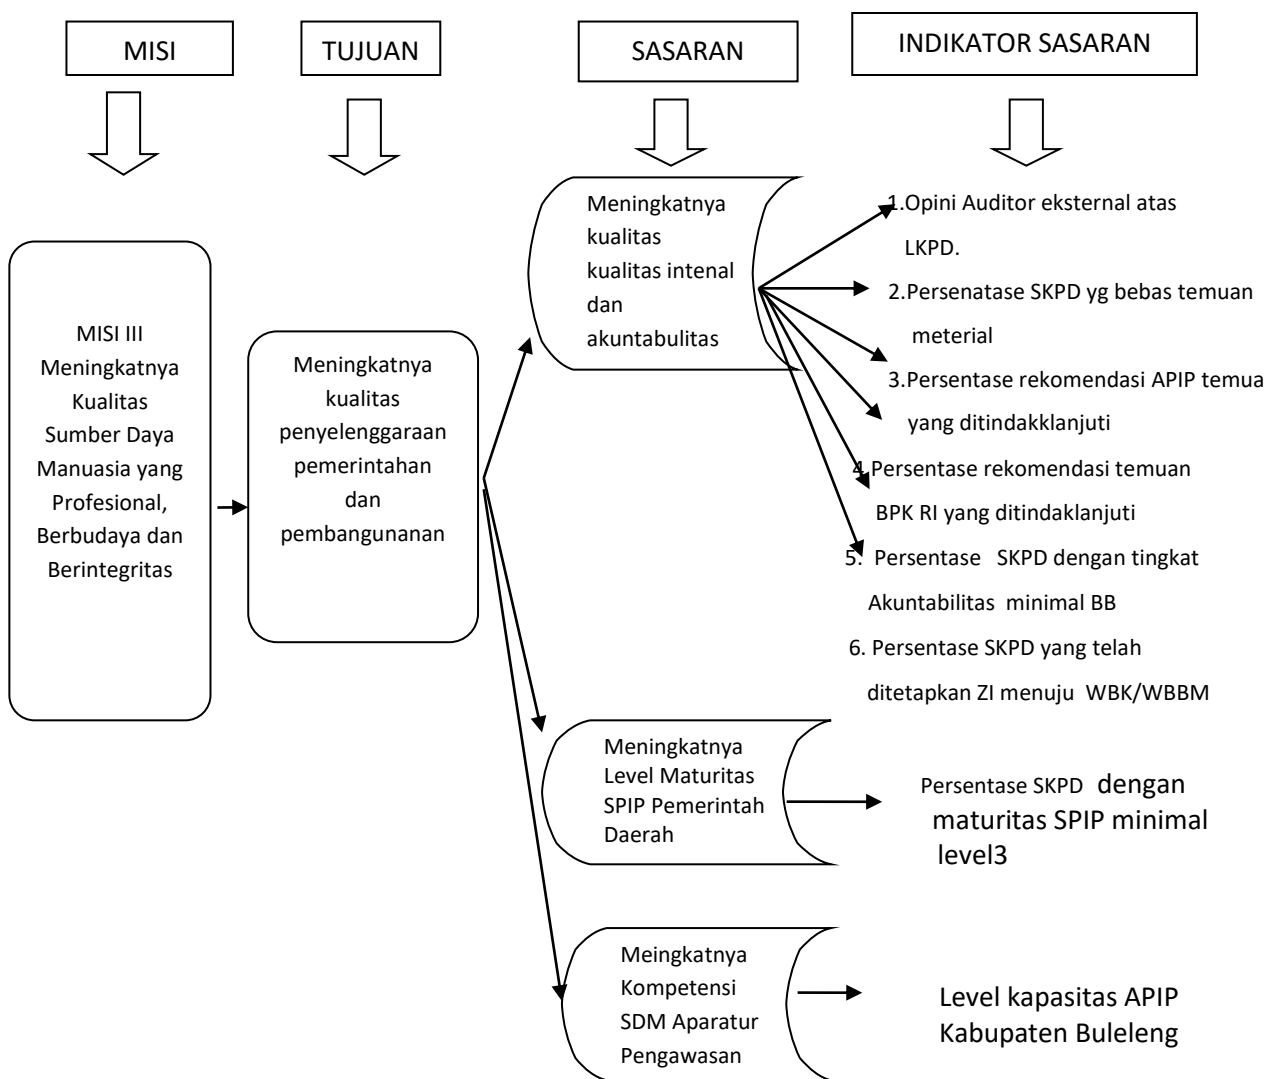 MISI
TUJUAN
SASARAN
INDIKATOR SASARAN
MISI III
Meningkatnya
Kualitas
Sumber Daya
Manuasia yang
Profesional,
Berbudaya dan
Berintegritas
Meningkatnya
kualitas
penyelenggaraan
pemerintahan
dan
pembangunanan
Meningkatnya
kualitas
kualitas intenal
dan
akuntabulitas
1.Opini Auditor eksternal atas
LKPD.
2.Persenatase SKPD yg bebas temuan
meterial
3.Persentase rekomendasi APIP temua
yang ditindakklanjuti
4.Persentase rekomendasi temuan
BPK RI yang ditindaklanjuti
5. Persentase SKPD dengan tingkat
Akuntabilitas minimal BB
6. Persentase SKPD yang telah
ditetapkan ZI menuju WBK/WBBM
Meningkatnya
Level Maturitas
SPIP Pemerintah
Daerah
Persentase SKPD dengan
maturitas SPIP minimal
level3
Meingkatnya
Kompetensi
SDM Aparatur
Pengawasan
Level kapasitas APIP
Kabupaten Buleleng